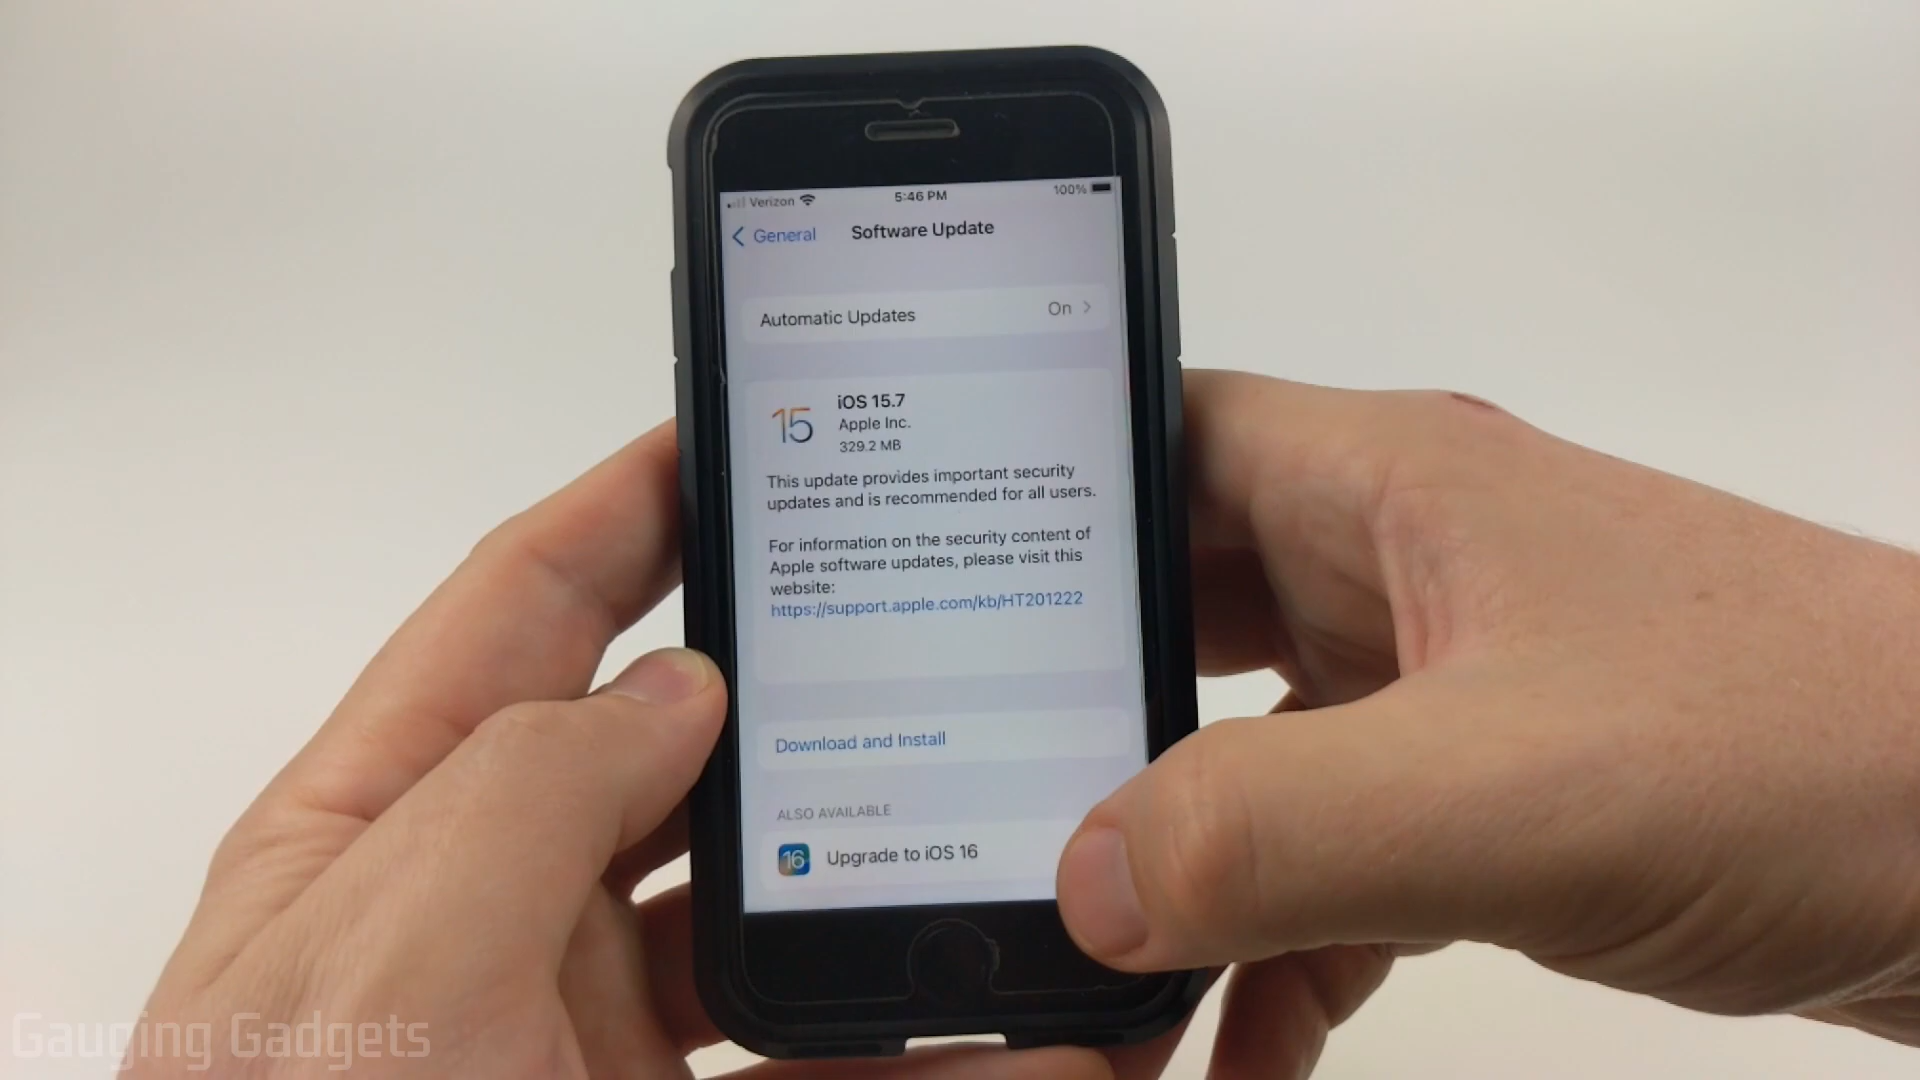 Verizon 5:46 PM 100%
General Software Update
Automatic Updates On
15 iOS 15.7
Apple Inc.
329.2 MB
This update provides important security
updates and is recommended for all users.
For information on the security content of
Apple software updates, please visit this
website:
https://support.apple.com/kb/HT201222
Download and Install
ALSO AVAILABLE
16 Upgrade to iOS 16
Gauging Gadgets